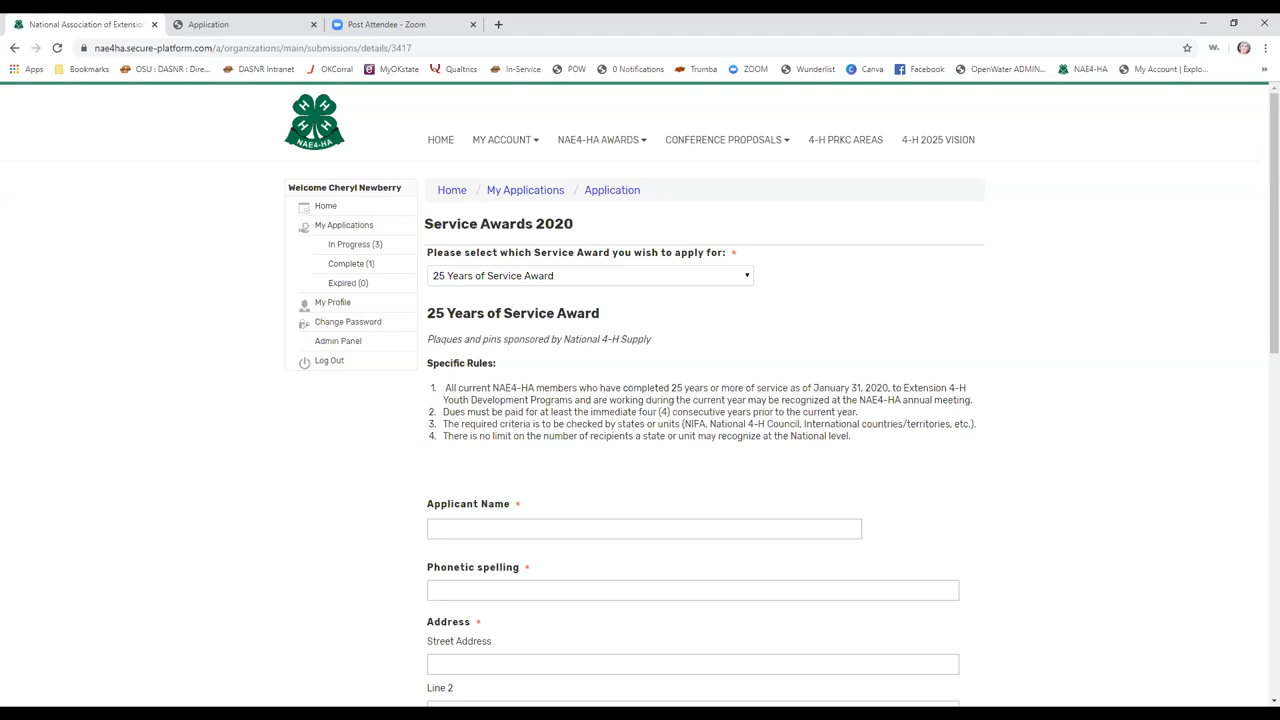 National Association of Extensio
Application
Post Attendee - Zoom
nae4ha.secure-platform.com/a/organizations/main/submissions/details/3417
Apps
Bookmarks
OSU : DASNR : Dire...
DASNR Intranet
OKCorral
MyOKstate
Qualtrics
In-Service
POW
0 Notifications
Trumba
ZOOM
Wunderlist
Canva
Facebook
OpenWater ADMIN...
NAE4-HA
My Account | Explo...
»
H H H H
NAE4-HA
HOME
MY ACCOUNT
NAE4-HA AWARDS
CONFERENCE PROPOSALS
4-H PRKC AREAS
4-H 2025 VISION
Welcome Cheryl Newberry
Home
My Applications
In Progress (3)
Complete (1)
Expired (0)
My Profile
Change Password
Admin Panel
Log Out
Home / My Applications / Application
Service Awards 2020
Please select which Service Award you wish to apply for: *
25 Years of Service Award
25 Years of Service Award
Plaques and pins sponsored by National 4-H Supply
Specific Rules:
1. All current NAE4-HA members who have completed 25 years or more of service as of January 31, 2020, to Extension 4-H
Youth Development Programs and are working during the current year may be recognized at the NAE4-HA annual meeting.
2. Dues must be paid for at least the immediate four (4) consecutive years prior to the current year.
3. The required criteria is to be checked by states or units (NIFA, National 4-H Council, International countries/territories, etc.).
4. There is no limit on the number of recipients a state or unit may recognize at the National level.
Applicant Name *
Phonetic spelling *
Address *
Street Address
Line 2